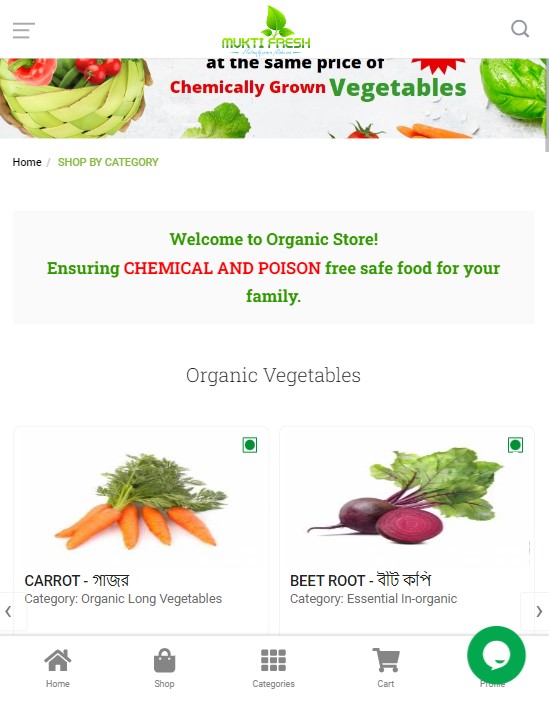 MUKTI FRESH
at the same price of
Chemically Grown Vegetables
Home / SHOP BY CATEGORY
Welcome to Organic Store!
Ensuring CHEMICAL AND POISON free safe food for your
family.
Organic Vegetables
CARROT - গাজর
Category: Organic Long Vegetables
BEET ROOT - বীট কপি
Category: Essential In-organic
Home
Shop
Categories
Cart